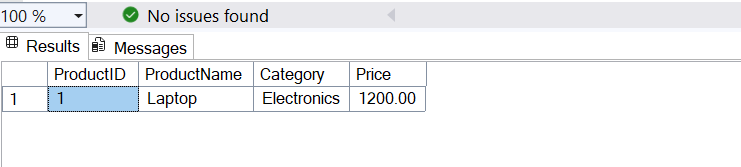 100 % No issues found
Results Messages
ProductID ProductName Category Price
1 1 Laptop Electronics 1200.00